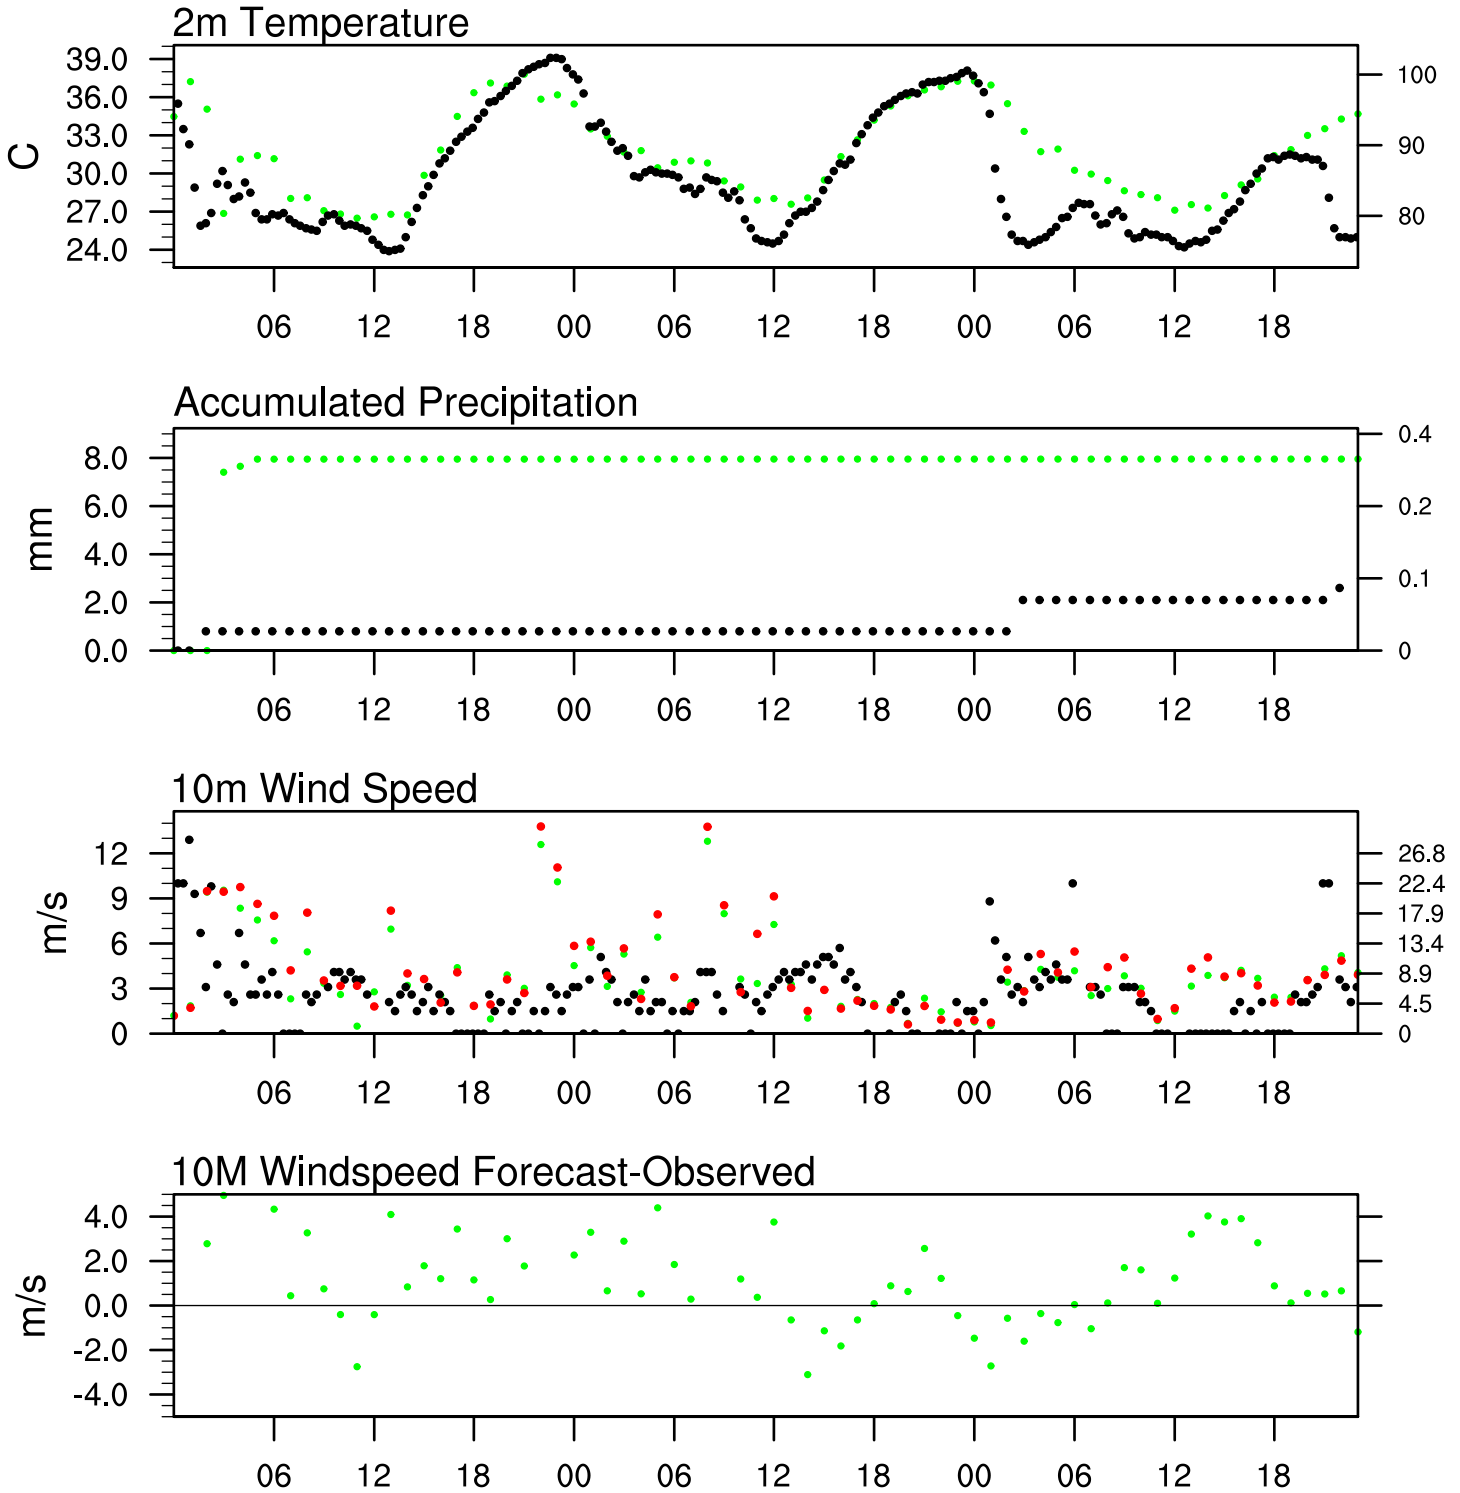 2m Temperature
39.0
36.0
33.0
30.0
27.0
24.0
C
100
90
80
06 12 18 00 06 12 18 00 06 12 18
Accumulated Precipitation
8.0
6.0
4.0
2.0
0.0
mm
0.4
0.2
0.1
0
06 12 18 00 06 12 18 00 06 12 18
10m Wind Speed
12
9
6
3
0
m/s
26.8
22.4
17.9
13.4
8.9
4.5
0
06 12 18 00 06 12 18 00 06 12 18
10M Windspeed Forecast-Observed
4.0
2.0
0.0
-2.0
-4.0
m/s
06 12 18 00 06 12 18 00 06 12 18